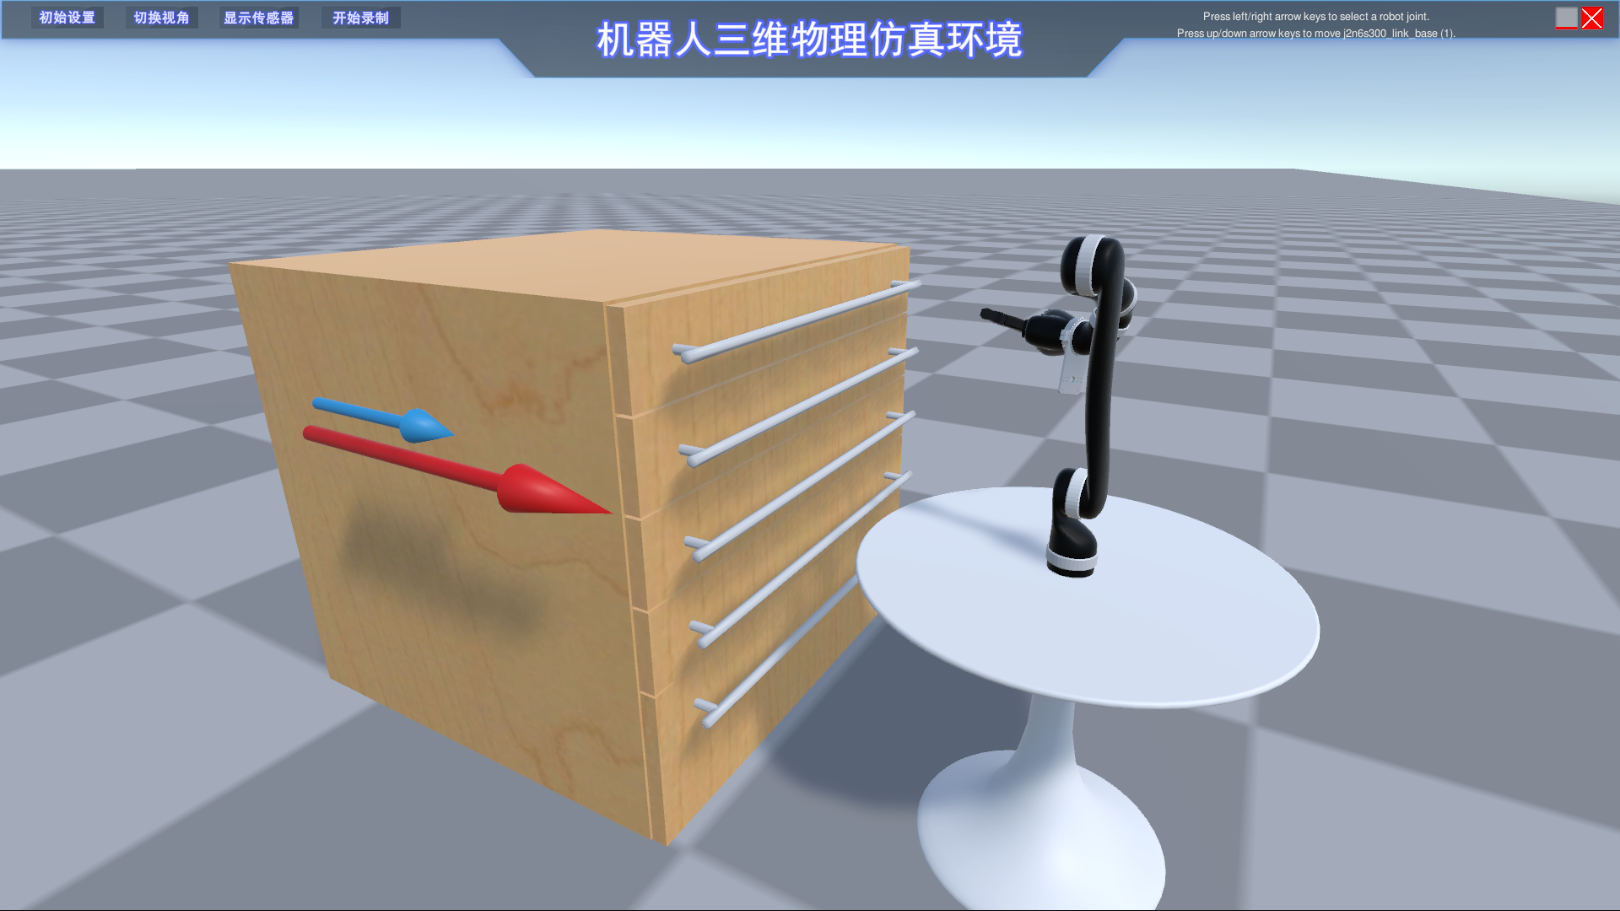 初始设置
切换视角
显示传感器
开始录制
机器人三维物理仿真环境
Press left/right arrow keys to select a robot joint.
Press up/down arrow keys to move j2n6s300_link_base (1).